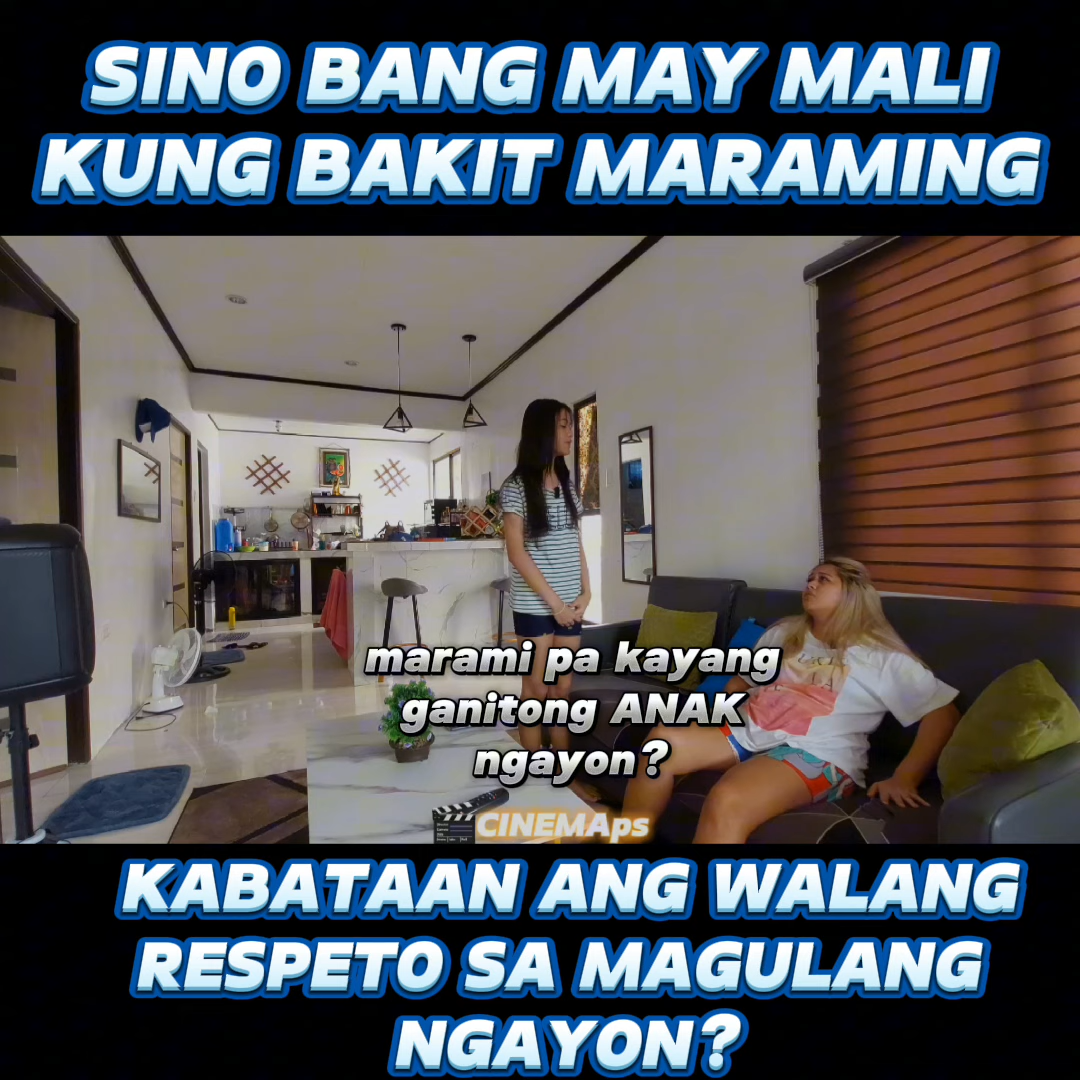 SINO BANG MAY MALI
KUNG BAKIT MARAMING
marami pa kayang
ganitong ANAK
ngayon?
CINEMAps
KABATAAN ANG WALANG
RESPETO SA MAGULANG
NGAYON?